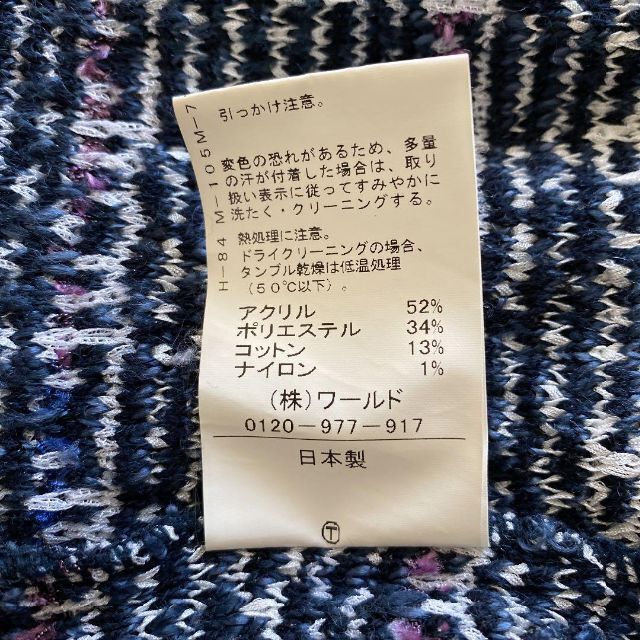 引っかけ注意。
変色の恐れがあるため、多量
の汗が付着した場合は、取り
扱い表示に従ってすみやかに
洗たく・クリーニングする。
熱処理に注意。
ドライクリーニングの場合、
タンブル乾燥は低温処理
(50℃以下)。
アクリル 52%
ポリエステル 34%
コットン 13%
ナイロン 1%
(株)ワールド
0120-977-917
日本製
T
H-84 M-105M-7